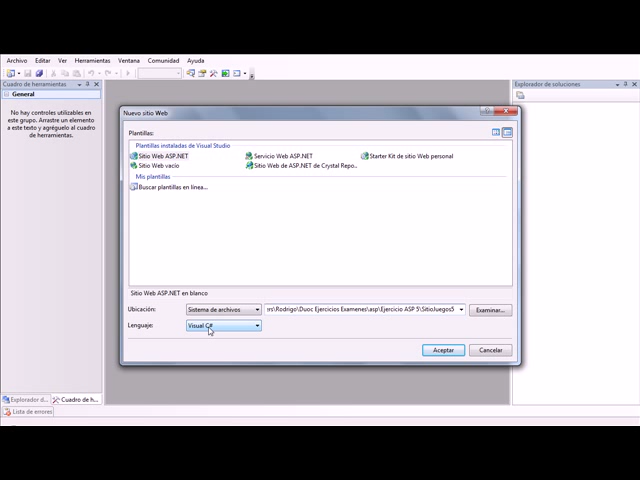 Archivo Editar Ver Herramientas Ventana Comunidad Ayuda
Cuadro de herramientas
General
No hay controles utilizables en
este grupo. Arrastre un elemento
a este texto y agréguelo al cuadro
de herramientas.
Explorador de soluciones
Nuevo sitio Web
Plantillas:
Plantillas instaladas de Visual Studio
Sitio Web ASP.NET
Servicio Web ASP.NET
Starter Kit de sitio Web personal
Sitio Web vacío
Sitio Web de ASP.NET de Crystal Repo..
Mis plantillas
Buscar plantillas en línea...
Sitio Web ASP.NET en blanco
Ubicación: Sistema de archivos rs\Rodrigo\Duoc Ejercicios Examenes\asp\Ejercicio ASP 5\SitioJuegos5 Examinar...
Lenguaje: Visual C#
Aceptar Cancelar
Explorador d... Cuadro de h...
Lista de errores